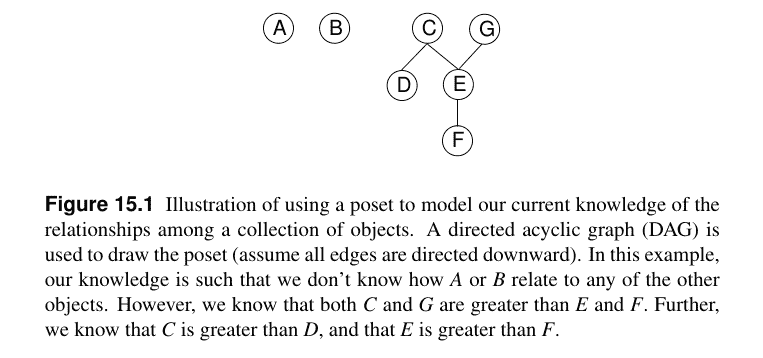 A B C G
D E
F
Figure 15.1 Illustration of using a poset to model our current knowledge of the
relationships among a collection of objects. A directed acyclic graph (DAG) is
used to draw the poset (assume all edges are directed downward). In this example,
our knowledge is such that we don't know how A or B relate to any of the other
objects. However, we know that both C and G are greater than E and F. Further,
we know that C is greater than D, and that E is greater than F.